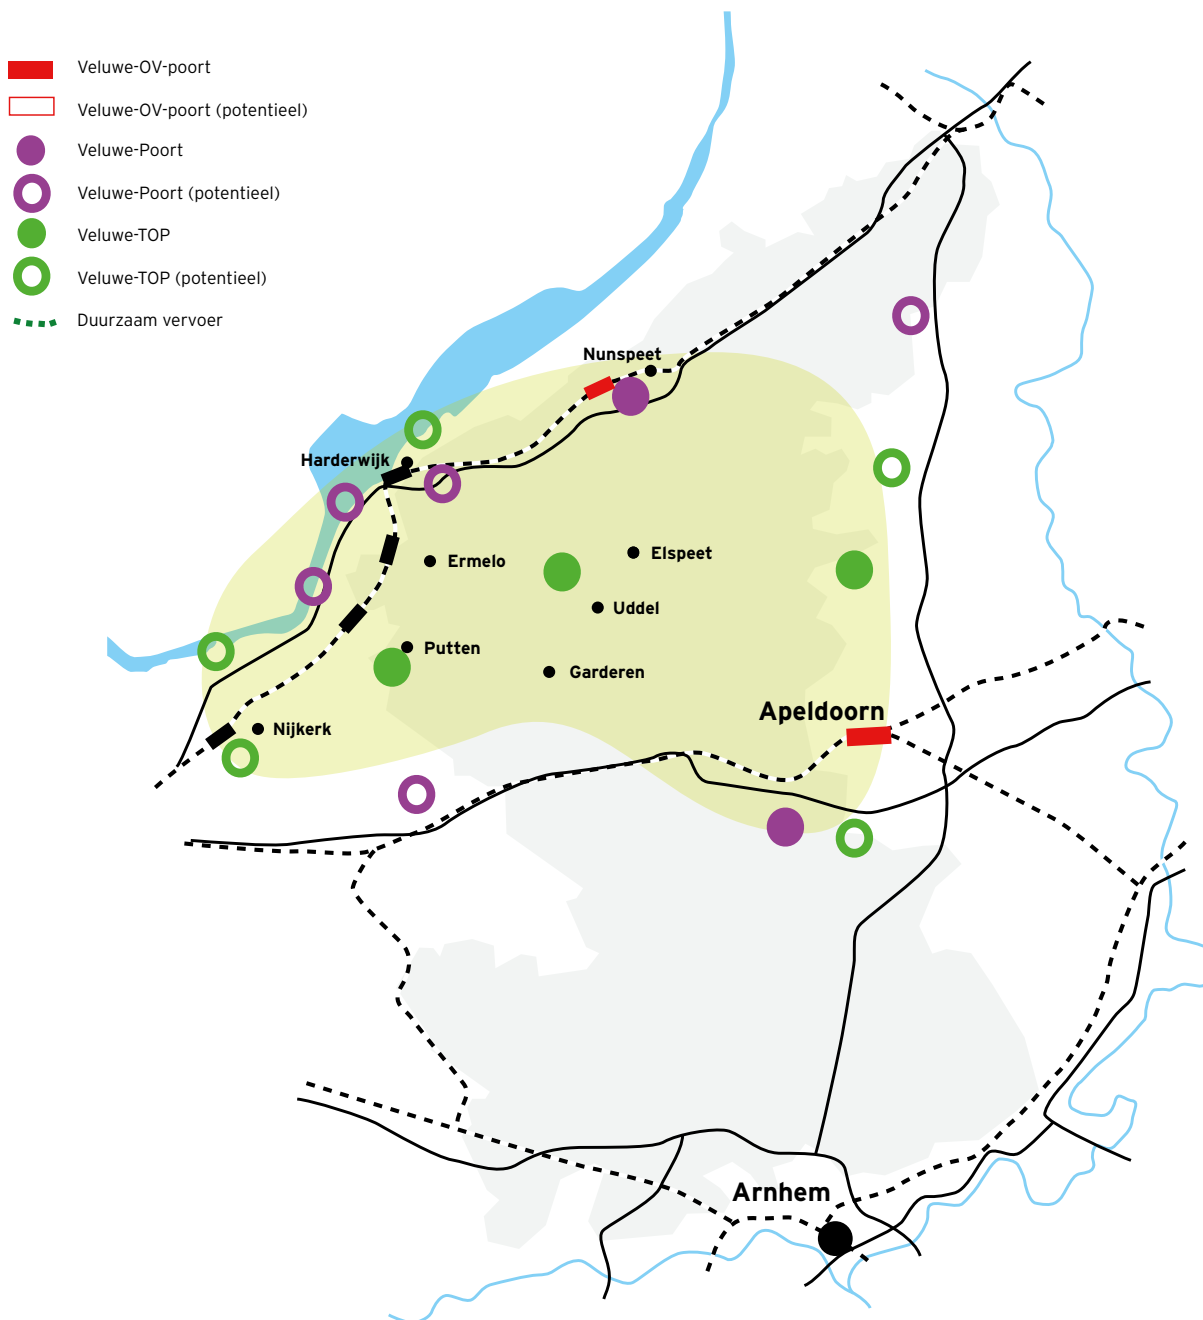 Veluwe-OV-poort
Veluwe-OV-poort (potentieel)
Veluwe-Poort
Veluwe-Poort (potentieel)
Veluwe-TOP
Veluwe-TOP (potentieel)
Duurzaam vervoer
Nunspeet
Harderwijk
Elspeet
Ermelo
Uddel
Putten
Garderen
Apeldoorn
Nijkerk
Arnhem